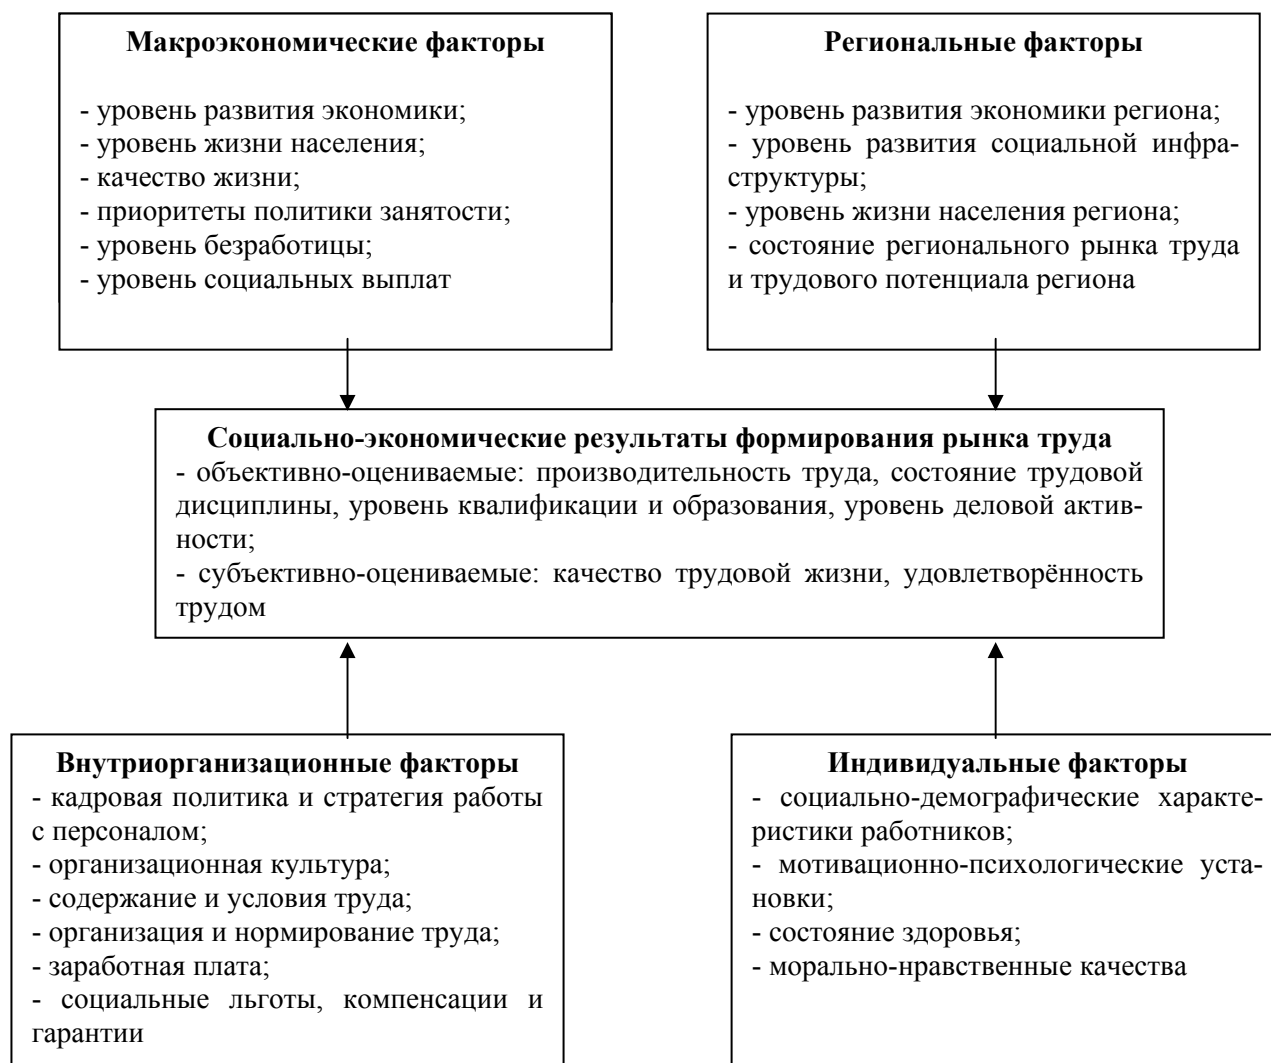 Макроэкономические факторы
- уровень развития экономики;
- уровень жизни населения;
- качество жизни;
- приоритеты политики занятости;
- уровень безработицы;
- уровень социальных выплат
Региональные факторы
- уровень развития экономики региона;
- уровень развития социальной инфра-
структуры;
- уровень жизни населения региона;
- состояние регионального рынка труда
и трудового потенциала региона
Социально-экономические результаты формирования рынка труда
- объективно-оцениваемые: производительность труда, состояние трудовой
дисциплины, уровень квалификации и образования, уровень деловой актив-
ности;
- субъективно-оцениваемые: качество трудовой жизни, удовлетворённость
трудом
Внутриорганизационные факторы
- кадровая политика и стратегия работы
с персоналом;
- организационная культура;
- содержание и условия труда;
- организация и нормирование труда;
- заработная плата;
- социальные льготы, компенсации и
гарантии
Индивидуальные факторы
- социально-демографические характе-
ристики работников;
- мотивационно-психологические уста-
новки;
- состояние здоровья;
- морально-нравственные качества